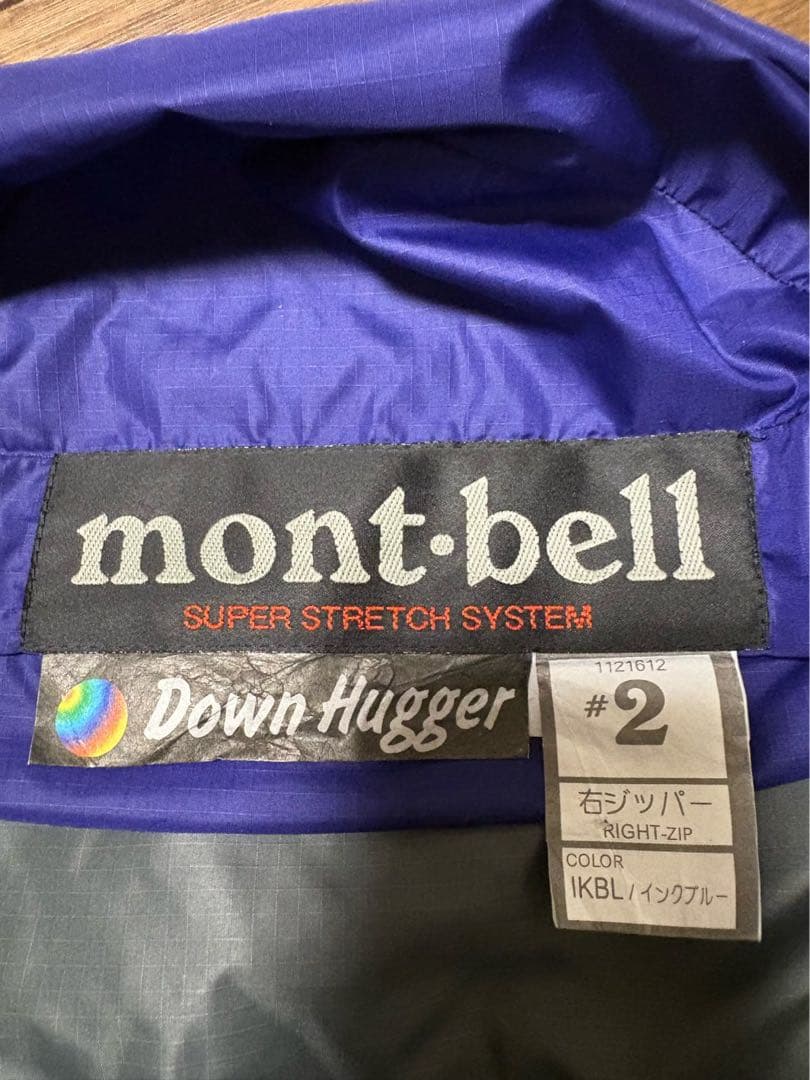 mont·bell
SUPER STRETCH SYSTEM
Down Hugger
1121612
#2
右ジッパー
RIGHT-ZIP
COLOR
IKBL/インクブルー